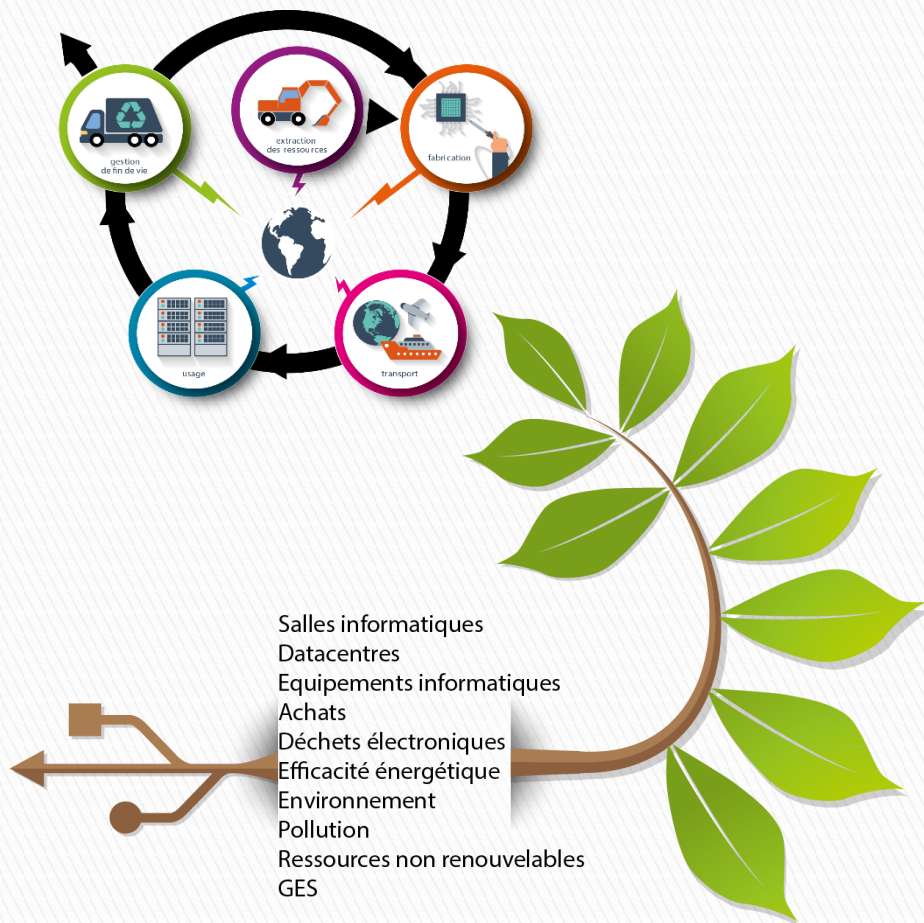 extraction
des ressources
fabrication
gestion
de fin de vie
usage
transport
Salles informatiques
Datacentres
Equipements informatiques
Achats
Déchets électroniques
Efficacité énergétique
Environnement
Pollution
Ressources non renouvelables
GES